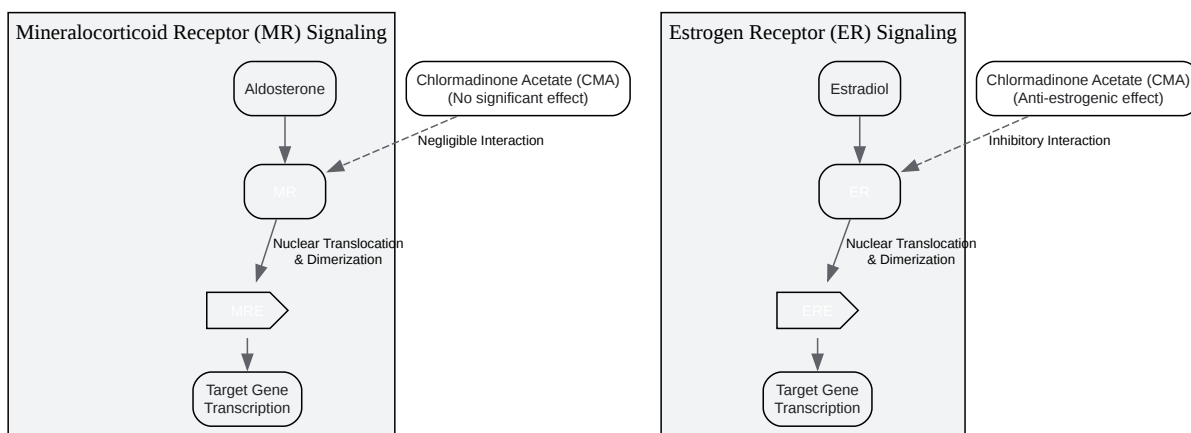 Mineralocorticoid Receptor (MR) Signaling
Aldosterone
Chlormadinone Acetate (CMA)
(No significant effect)
Negligible Interaction
MR
Nuclear Translocation
& Dimerization
MRE
Target Gene
Transcription
Estrogen Receptor (ER) Signaling
Estradiol
Chlormadinone Acetate (CMA)
(Anti-estrogenic effect)
Inhibitory Interaction
ER
Nuclear Translocation
& Dimerization
ERE
Target Gene
Transcription